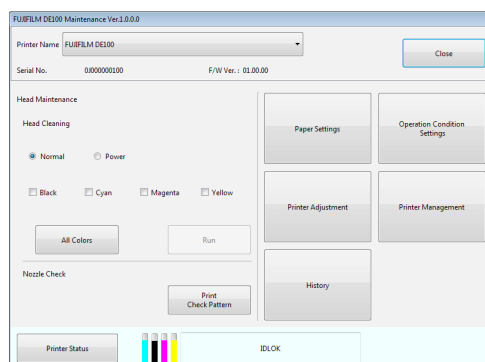 FUJIFILM DE100 Maintenance Ver.1.0.0.0
Printer Name FUJIFILM DE100
Close
Serial No. 0J000000100 F/W Ver.: 01.00.00
Head Maintenance
Head Cleaning
Normal Power
Black Cyan Magenta Yellow
All Colors Run
Nozzle Check
Print
Check Pattern
Paper Settings
Operation Condition
Settings
Printer Adjustment
Printer Management
History
Printer Status
IDLOK